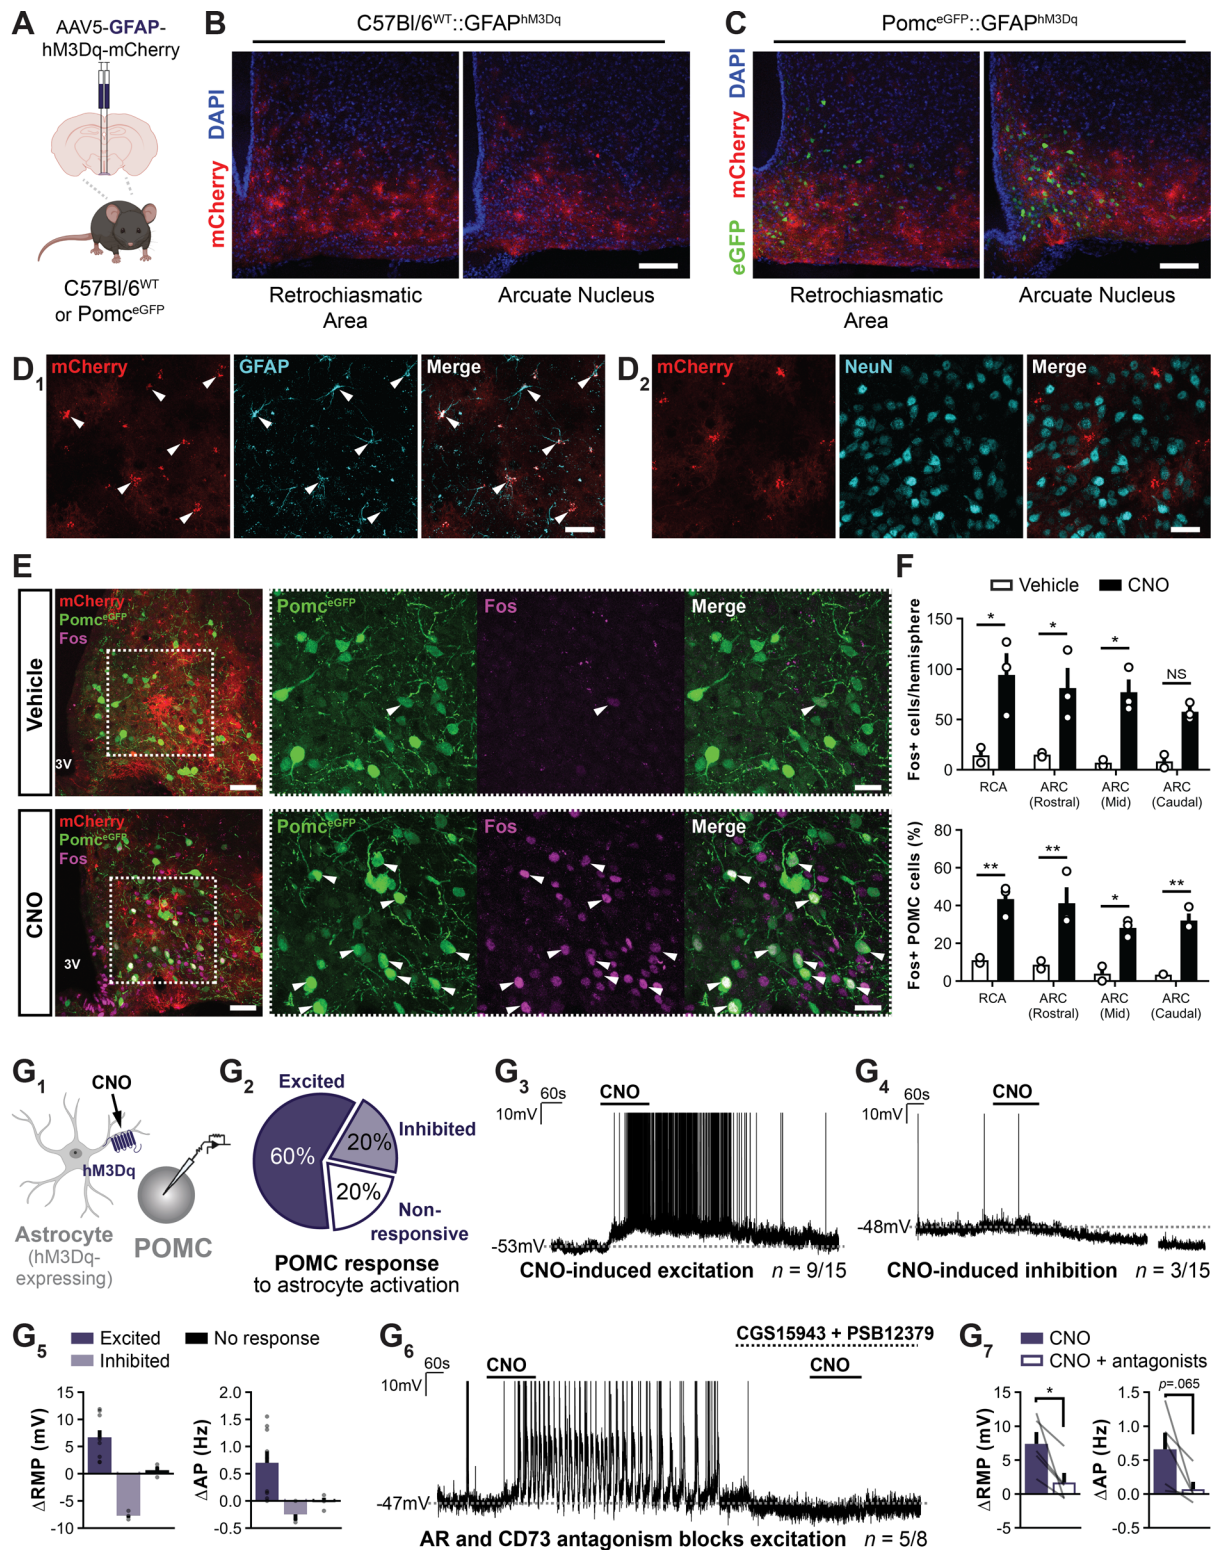 A
AAV5-GFAP-
hM3Dq-mCherry
C57Bl/6WT
or PomceGFP
B
C57Bl/6WT::GFAPhM3Dq
mCherry DAPI
Retrochiasmatic
Area
Arcuate Nucleus
C
PomceGFP::GFAPhM3Dq
eGFP mCherry DAPI
Retrochiasmatic
Area
Arcuate Nucleus
D1
mCherry
GFAP
Merge
D2
mCherry
NeuN
Merge
E
Vehicle
mCherry
PomceGFP
Fos
3V
PomceGFP
Fos
Merge
CNO
mCherry
PomceGFP
Fos
3V
PomceGFP
Fos
Merge
F
Vehicle
CNO
Fos+ cells/hemisphere
150
100
50
0
*
*
*
NS
RCA
ARC
(Rostral)
ARC
(Mid)
ARC
(Caudal)
Fos+ POMC cells (%)
80
60
40
20
0
**
**
*
**
RCA
ARC
(Rostral)
ARC
(Mid)
ARC
(Caudal)
G1
CNO
hM3Dq
Astrocyte
(hM3Dq-
expressing)
POMC
G2
Excited
60%
Inhibited
20%
20%
Non-
responsive
POMC response
to astrocyte activation
G3
60s
10mV
CNO
-53mV
CNO-induced excitation n = 9/15
G4
60s
10mV
CNO
-48mV
CNO-induced inhibition n = 3/15
G5
Excited
No response
Inhibited
ΔRMP (mV)
15
10
5
0
-5
-10
ΔAP (Hz)
2.0
1.5
1.0
0.5
0.0
-0.5
G6
CGS15943 + PSB12379
60s
10mV
CNO
CNO
-47mV
AR and CD73 antagonism blocks excitation n = 5/8
G7
CNO
CNO + antagonists
ΔRMP (mV)
15
10
5
0
-5
*
ΔAP (Hz)
1.5
1.0
0.5
0.0
-0.5
p=.065